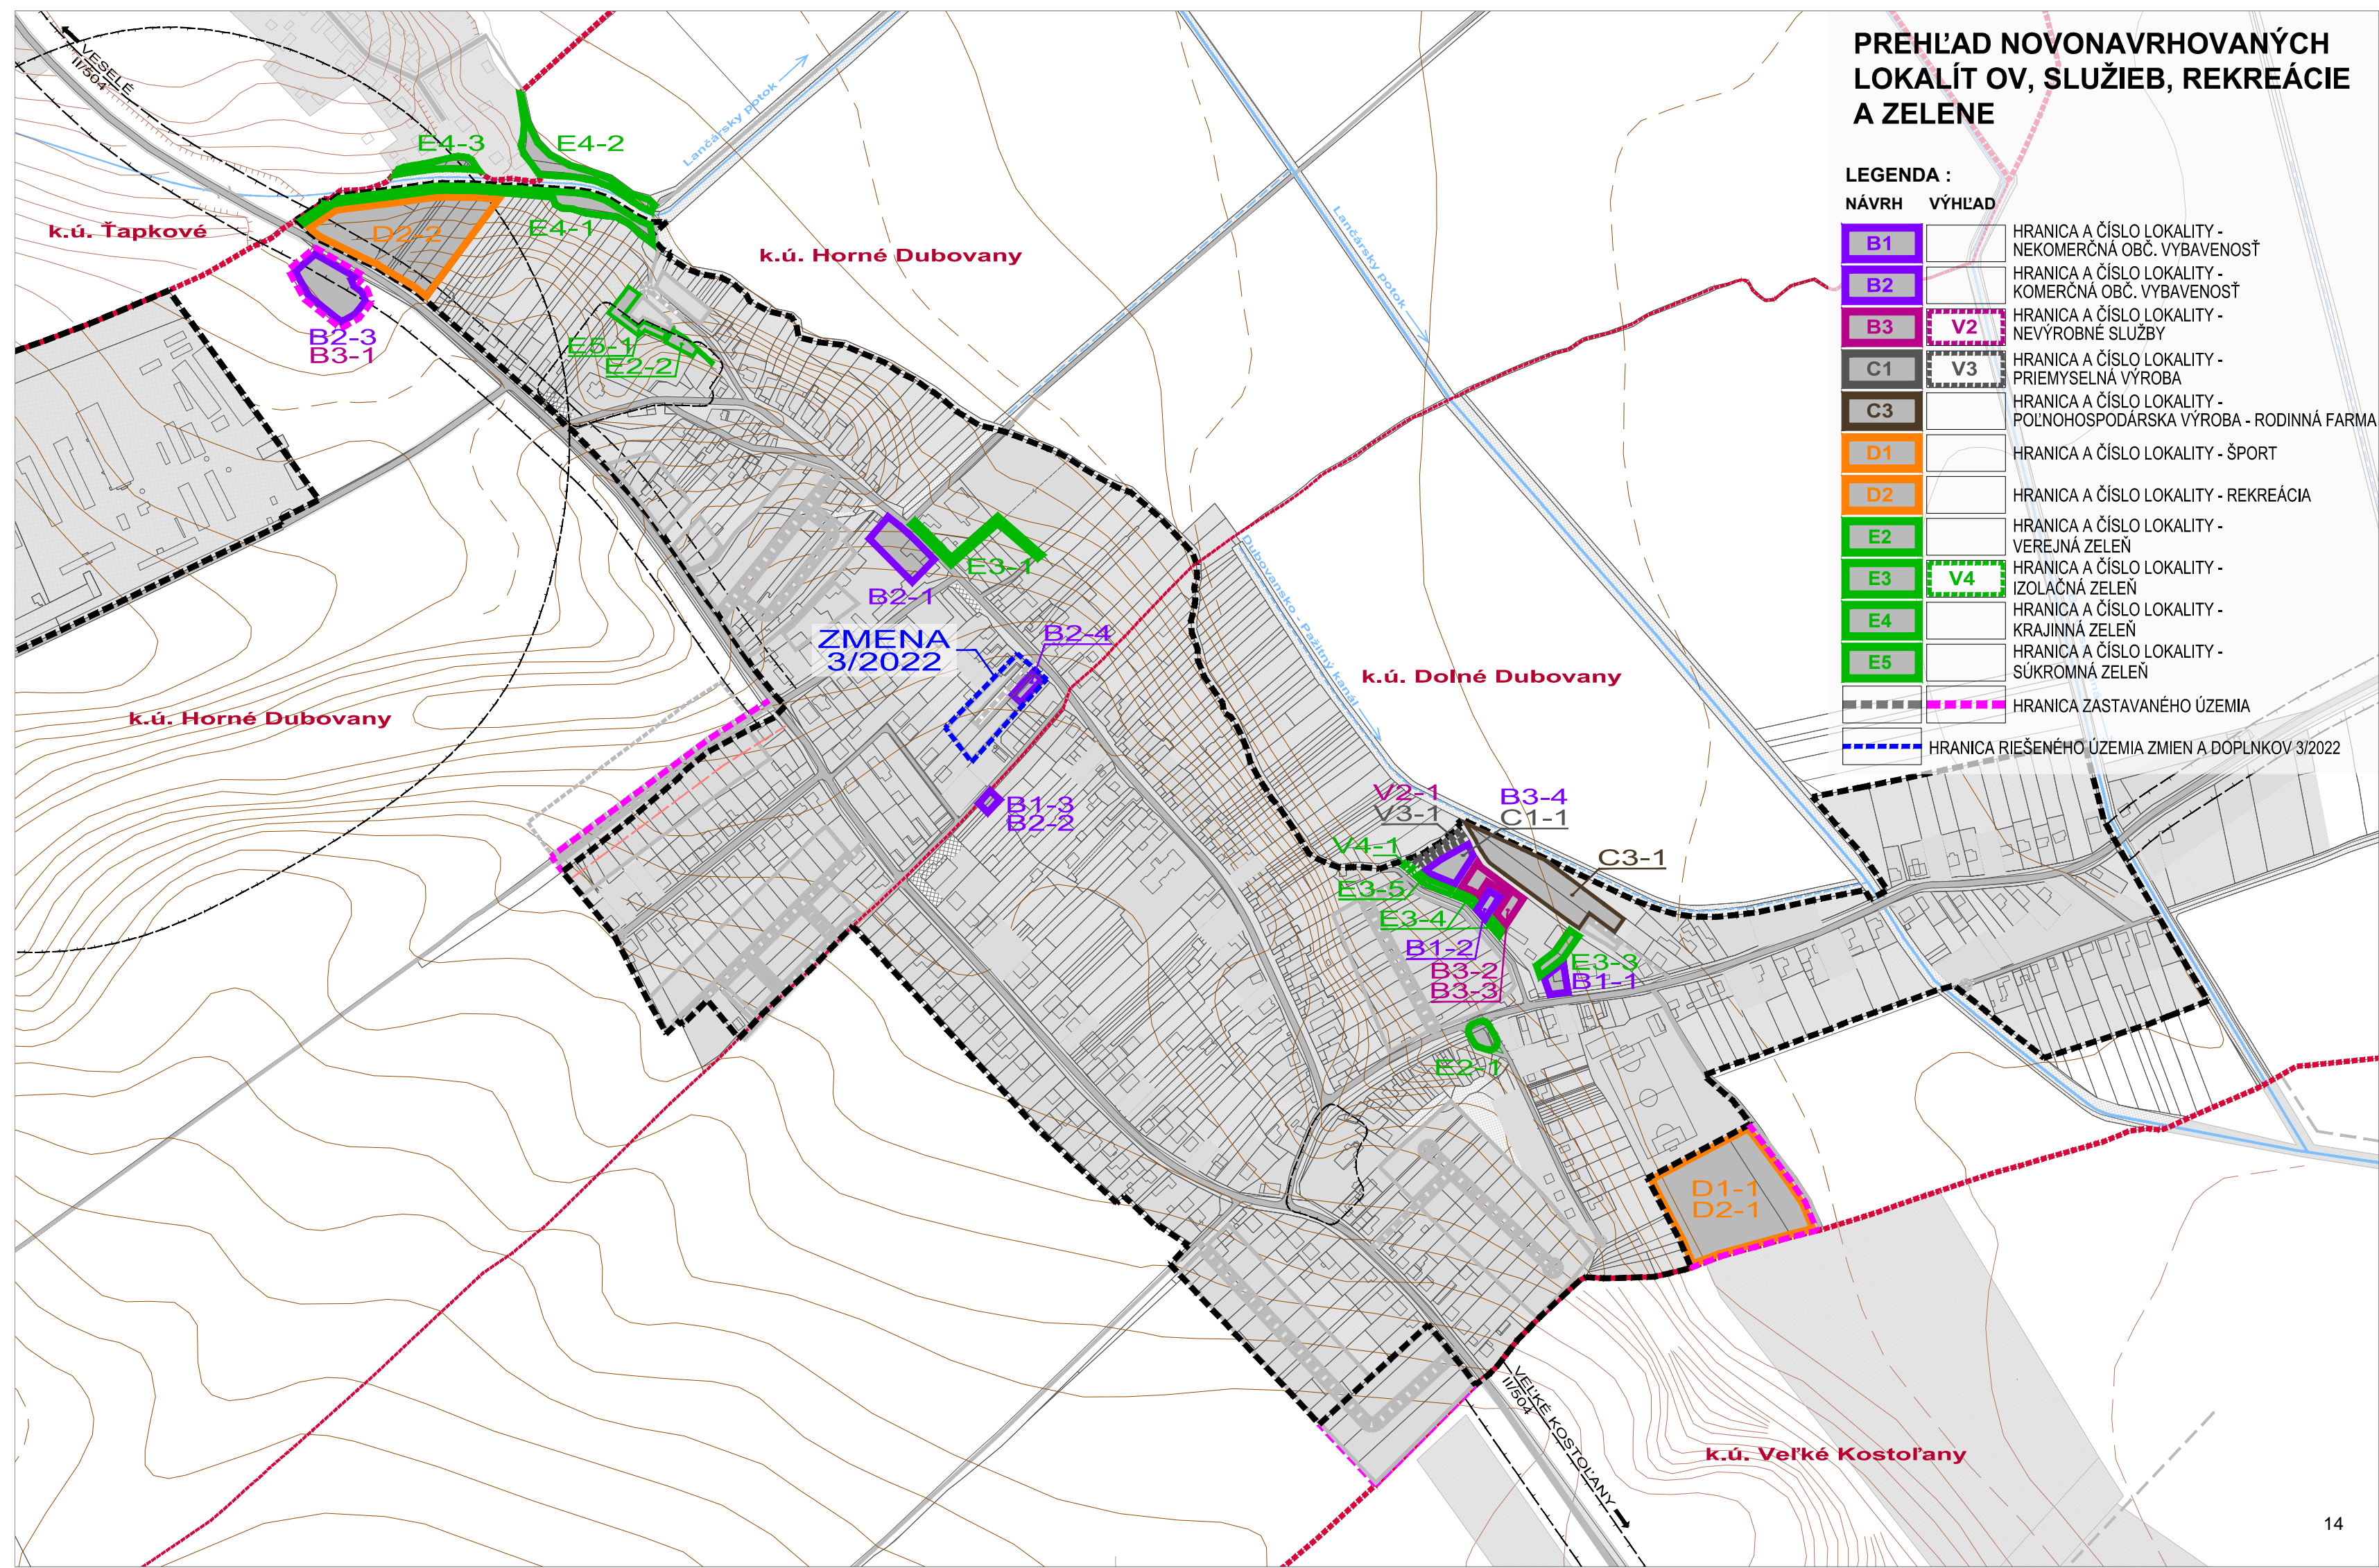 PREHĽAD NOVONAVRHOVANÝCH
LOKALÍT OV, SLUŽIEB, REKREÁCIE
A ZELENE
LEGENDA :
NÁVRH VÝHĽAD
B1 HRANICA A ČÍSLO LOKALITY -
NEKOMERČNÁ OBČ. VYBAVENOSŤ
B2 HRANICA A ČÍSLO LOKALITY -
KOMERČNÁ OBČ. VYBAVENOSŤ
B3 V2 HRANICA A ČÍSLO LOKALITY -
NEVÝROBNÉ SLUŽBY
C1 V3 HRANICA A ČÍSLO LOKALITY -
PRIEMYSELNÁ VÝROBA
C3 HRANICA A ČÍSLO LOKALITY -
POĽNOHOSPODÁRSKA VÝROBA - RODINNÁ FARMA
D1 HRANICA A ČÍSLO LOKALITY - ŠPORT
D2 HRANICA A ČÍSLO LOKALITY - REKREÁCIA
E2 HRANICA A ČÍSLO LOKALITY -
VEREJNÁ ZELEŇ
E3 V4 HRANICA A ČÍSLO LOKALITY -
IZOLAČNÁ ZELEŇ
E4 HRANICA A ČÍSLO LOKALITY -
KRAJINNÁ ZELEŇ
E5 HRANICA A ČÍSLO LOKALITY -
SÚKROMNÁ ZELEŇ
HRANICA ZASTAVANÉHO ÚZEMIA
HRANICA RIEŠENÉHO ÚZEMIA ZMIEN A DOPLNKOV 3/2022
VESELÉ
II/504
E4-3
E4-2
Lančársky potok
k.ú. Ťapkové
D2-2
E4-1
k.ú. Horné Dubovany
Lančársky potok
B2-3
B3-1
E5-1
E2-2
E3-1
B2-1
Dubovansko - Pažitný kanál
ZMENA
3/2022
B2-4
k.ú. Dolné Dubovany
k.ú. Horné Dubovany
B1-3
B2-2
V2-1
V3-1
B3-4
C1-1
V4-1
C3-1
E3-5
E3-4
B1-2
B3-2
B3-3
E3-3
B1-1
E2-1
D1-1
D2-1
VEĽKÉ KOSTOĽANY
II/504
k.ú. Veľké Kostoľany
14